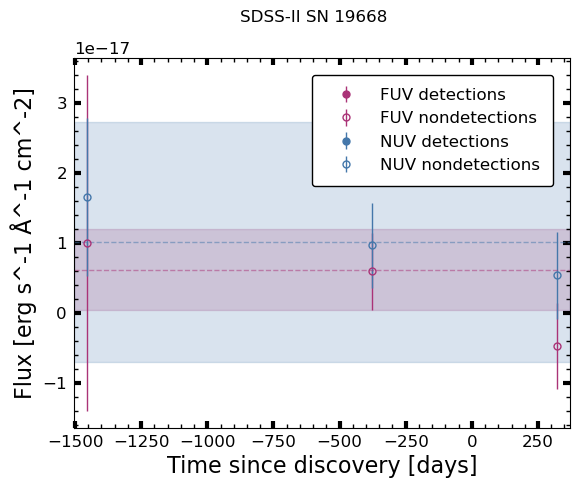 SDSS-II SN 19668
1e−17
FUV detections
FUV nondetections
NUV detections
NUV nondetections
3
2
1
0
−1
Flux [erg s^-1 Å^-1 cm^-2]
−1500 −1250 −1000 −750 −500 −250 0 250
Time since discovery [days]